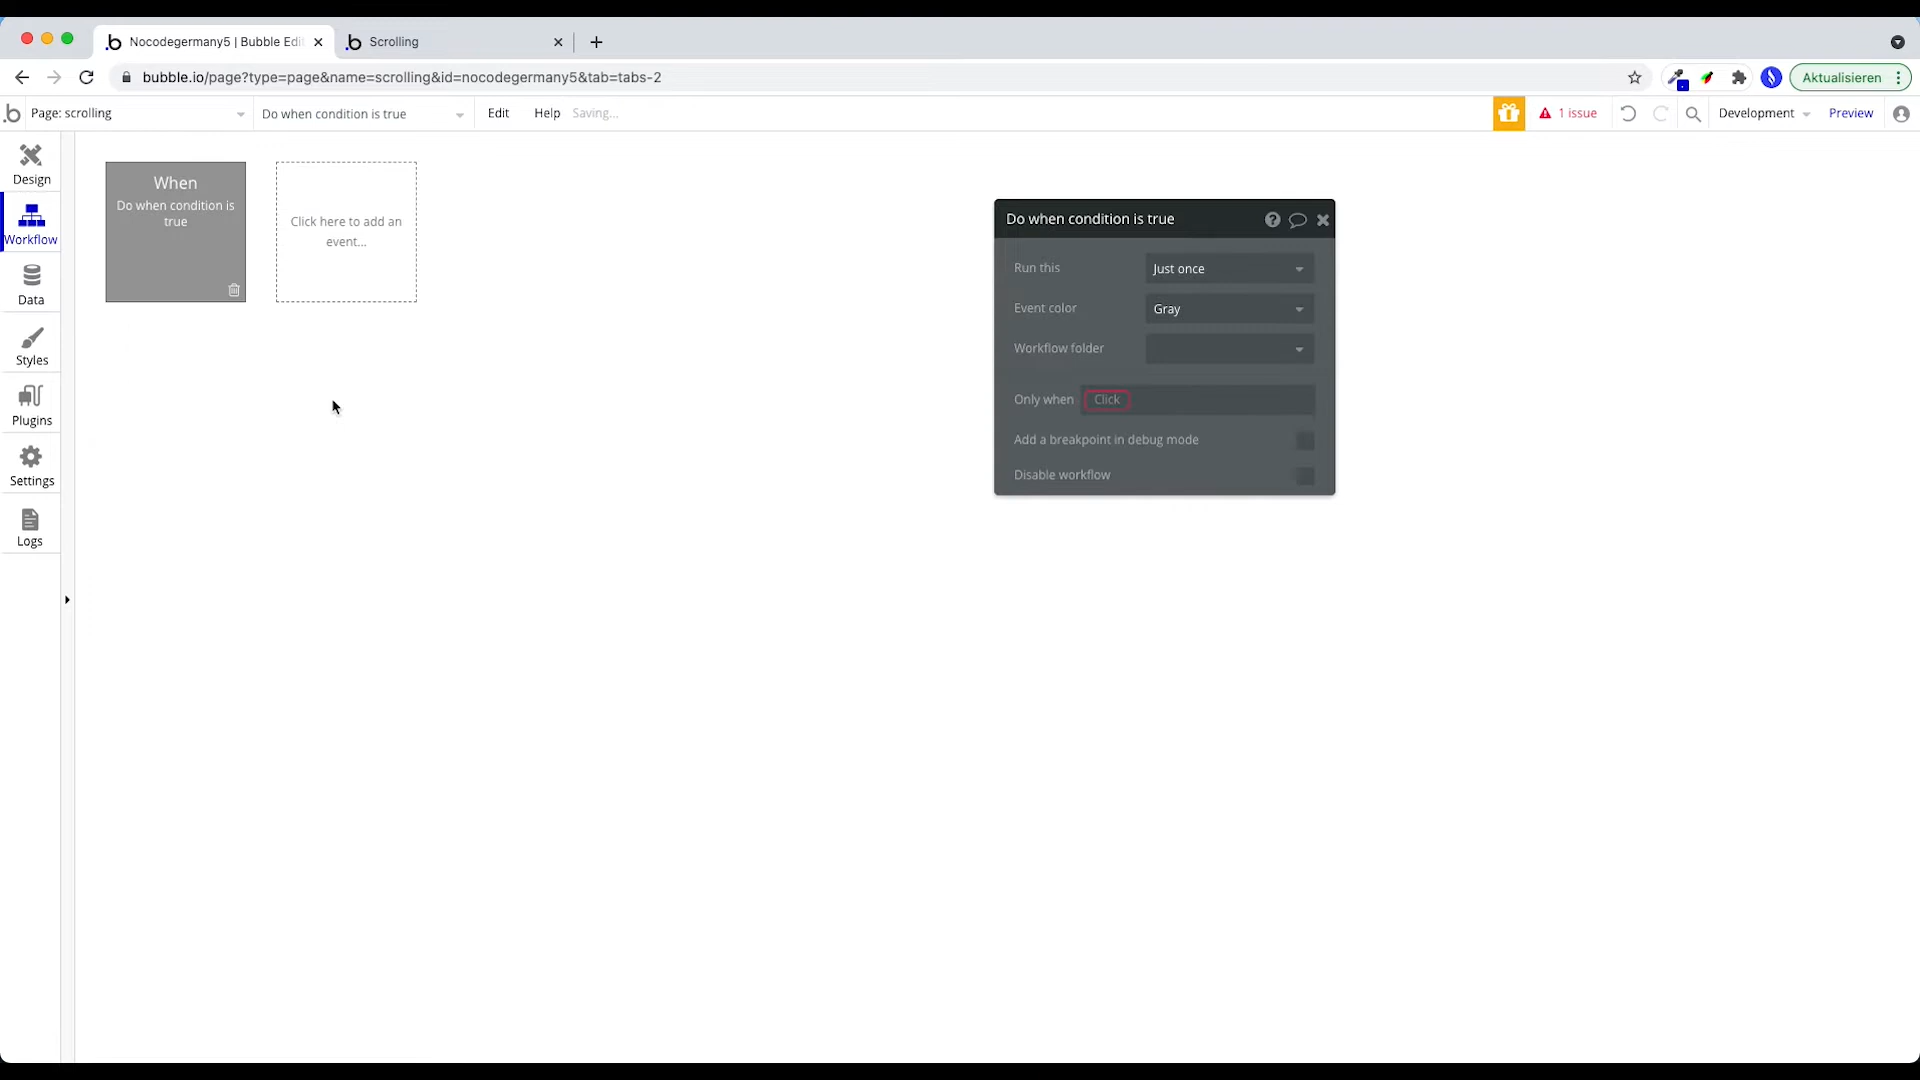 Nocodegermany5 | Bubble Edi
Scrolling
bubble.io/page?type=page&name=scrolling&id=nocodegermany5&tab=tabs-2
Aktualisieren
Page: scrolling
Do when condition is true
Edit
Help
Saving...
1 issue
Development
Preview
Design
Workflow
Data
Styles
Plugins
Settings
Logs
When
Do when condition is
true
Click here to add an
event...
Do when condition is true
Run this
Just once
Event color
Gray
Workflow folder
Only when
Click
Add a breakpoint in debug mode
Disable workflow